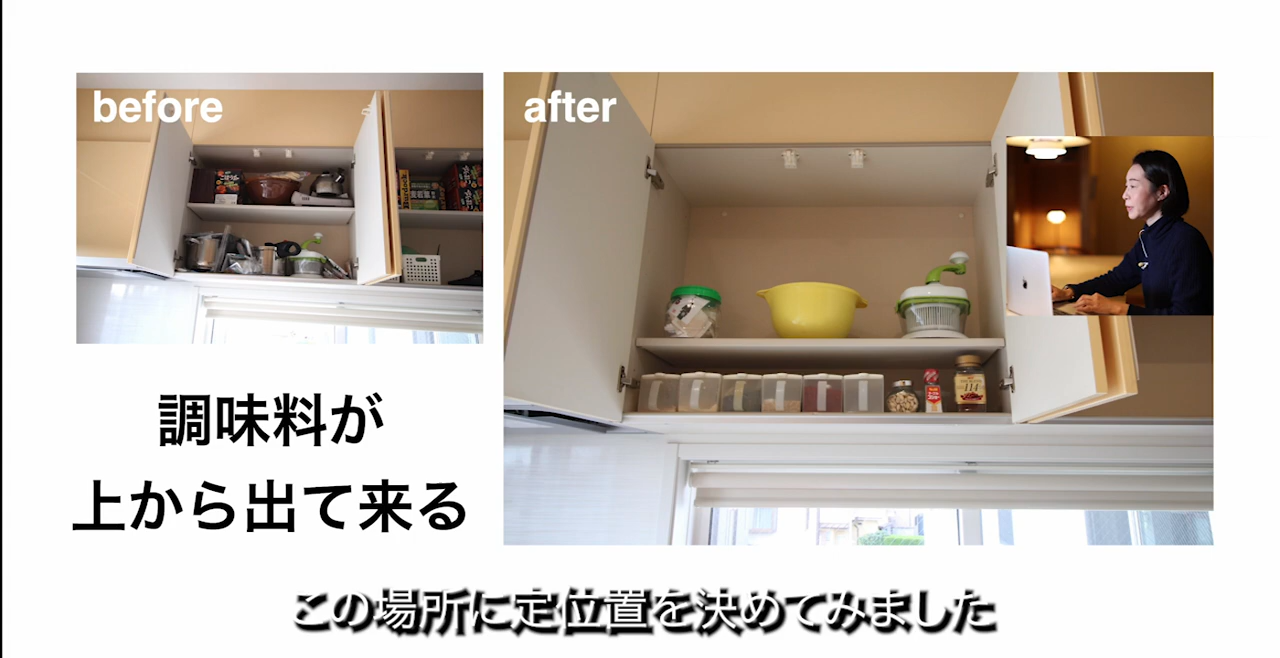 before
after
114
調味料が
上から出て来る
この場所に定位置を決めてみました